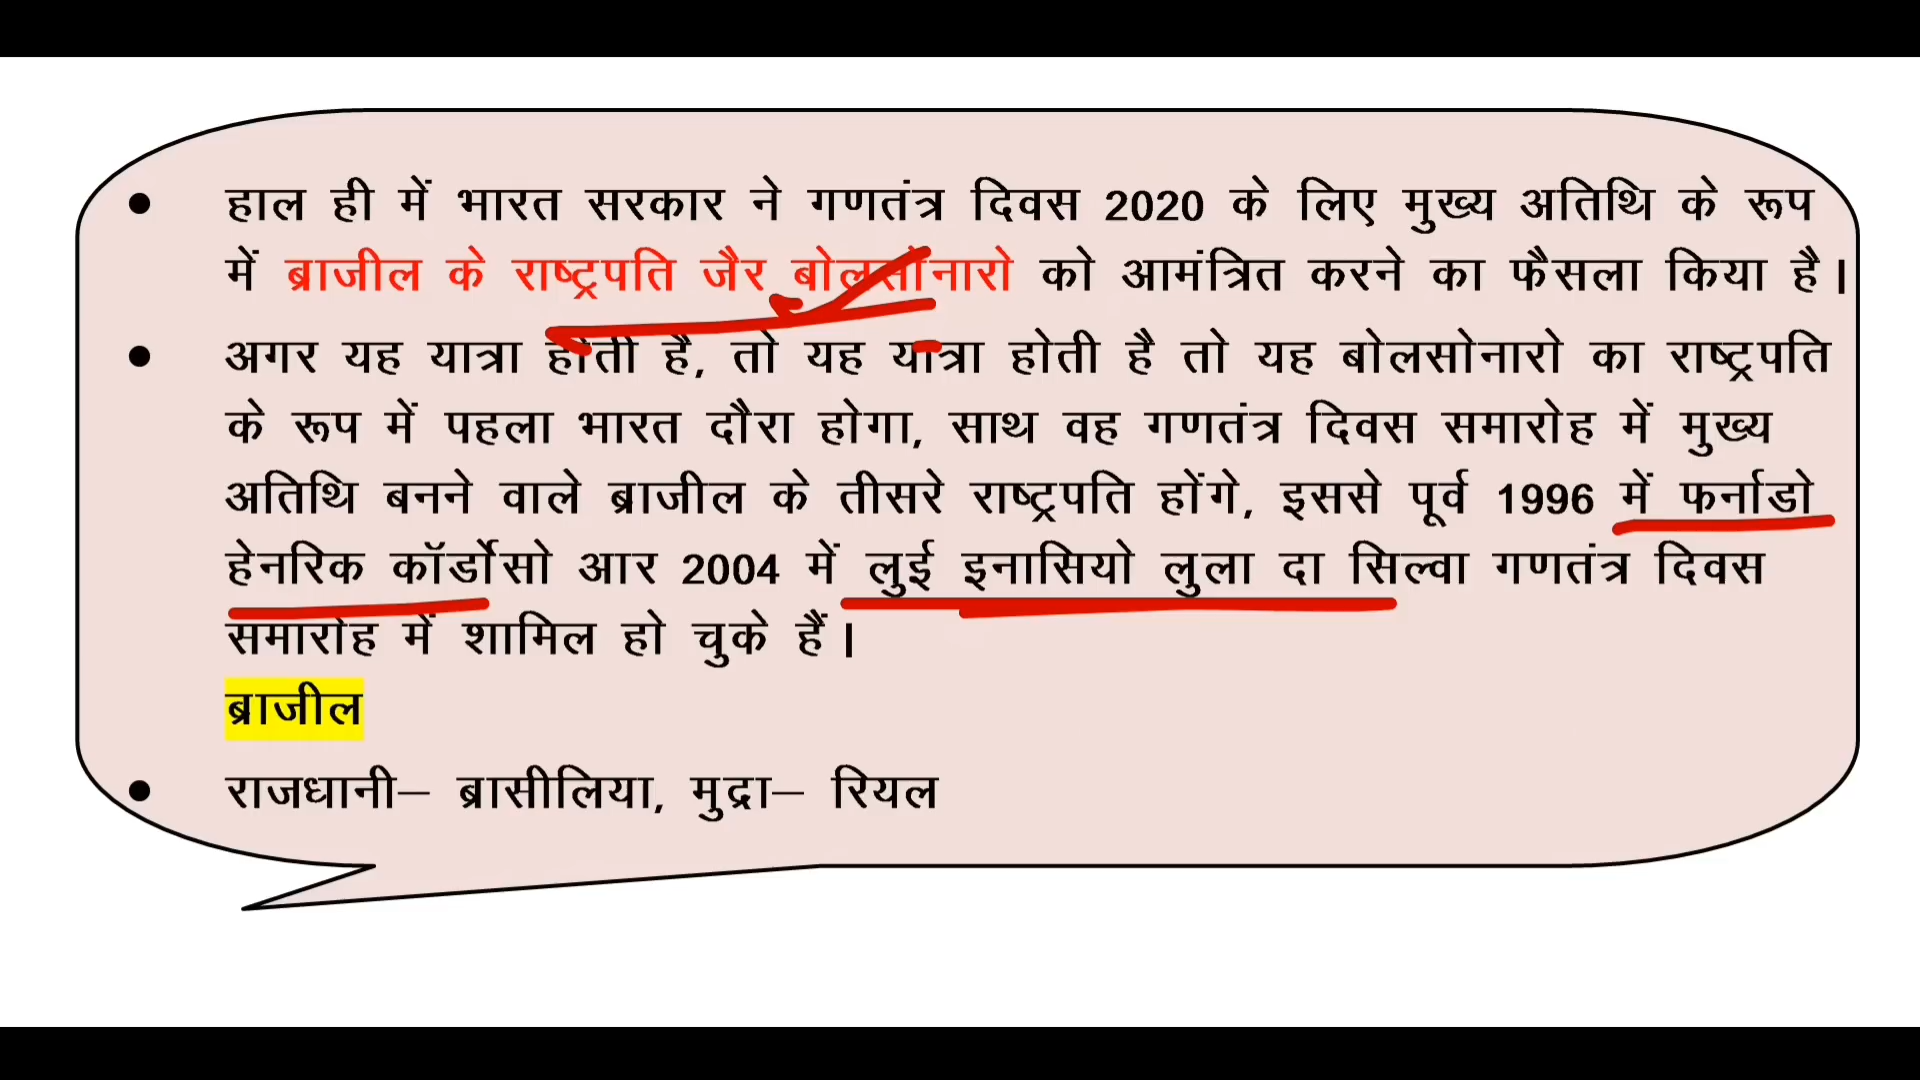 हाल ही में भारत सरकार ने गणतंत्र दिवस 2020 के लिए मुख्य अतिथि के रूप
में ब्राजील के राष्ट्रपति जैर बोलसोनारो को आमंत्रित करने का फैसला किया है।
अगर यह यात्रा होती है, तो यह यात्रा होती है तो यह बोलसोनारो का राष्ट्रपति
के रूप में पहला भारत दौरा होगा, साथ वह गणतंत्र दिवस समारोह में मुख्य
अतिथि बनने वाले ब्राजील के तीसरे राष्ट्रपति होंगे, इससे पूर्व 1996 में फर्नाडो
हेनरिक कॉर्डोसो आर 2004 में लुई इनासियो लुला दा सिल्वा गणतंत्र दिवस
समारोह में शामिल हो चुके हैं।
ब्राजील
राजधानी– ब्रासीलिया, मुद्रा– रियल